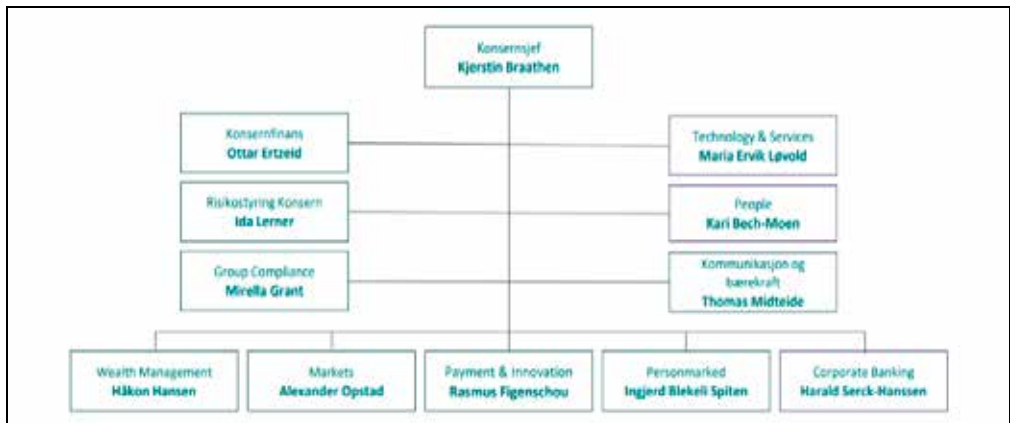 Konsernsjef
Kjerstin Braathen
Konsernfinans
Ottar Ertzeid
Technology & Services
Maria Ervik Løvold
Risikostyring Konsern
Ida Lerner
People
Kari Bech-Moen
Group Compliance
Mirella Grant
Kommunikasjon og
bærekraft
Thomas Midteide
Wealth Management
Håkon Hansen
Markets
Alexander Opstad
Payment & Innovation
Rasmus Figenschou
Personmarked
Ingjerd Blekeli Spiten
Corporate Banking
Harald Serck-Hanssen